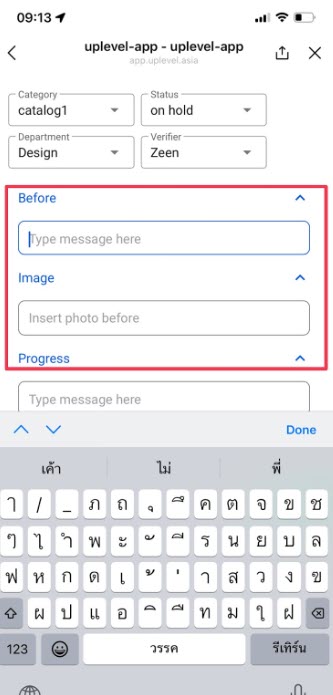 09:13
uplevel-app - uplevel-app
app.uplevel.asia
Category
catalog1
Status
on hold
Department
Design
Verifier
Zeen
Before
Type message here
Image
Insert photo before
Progress
Type message here
Done
เค้า ไม่ พี่
ๅ / _ ภ ถ ุ ึ ค ต จ ข ช
ๆ ไ ำ พ ะ ั ี ร น ย บ ล
ฟ ห ก ด เ ้ ่ า ส ว ง ข
ผ ป แ อ ิ ื ท ม ใ ฝ
123 วรรค รีเทิร์น